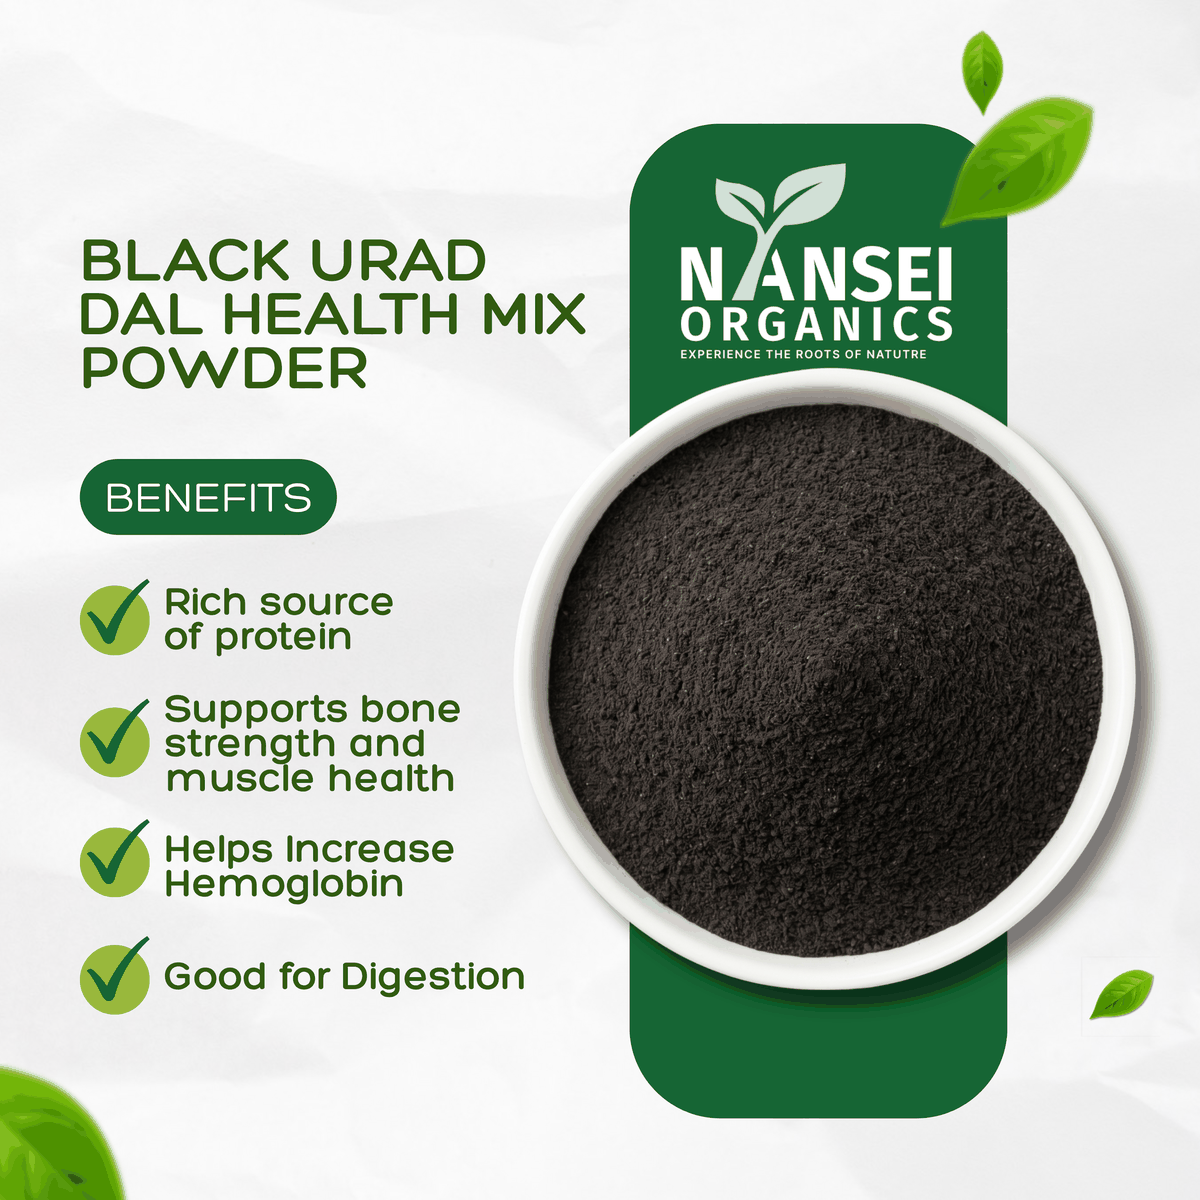 BLACK URAD
DAL HEALTH MIX
POWDER
BENEFITS
Rich source
of protein
Supports bone
strength and
muscle health
Helps Increase
Hemoglobin
Good for Digestion
NANSEI
ORGANICS
EXPERIENCE THE ROOTS OF NATUTRE